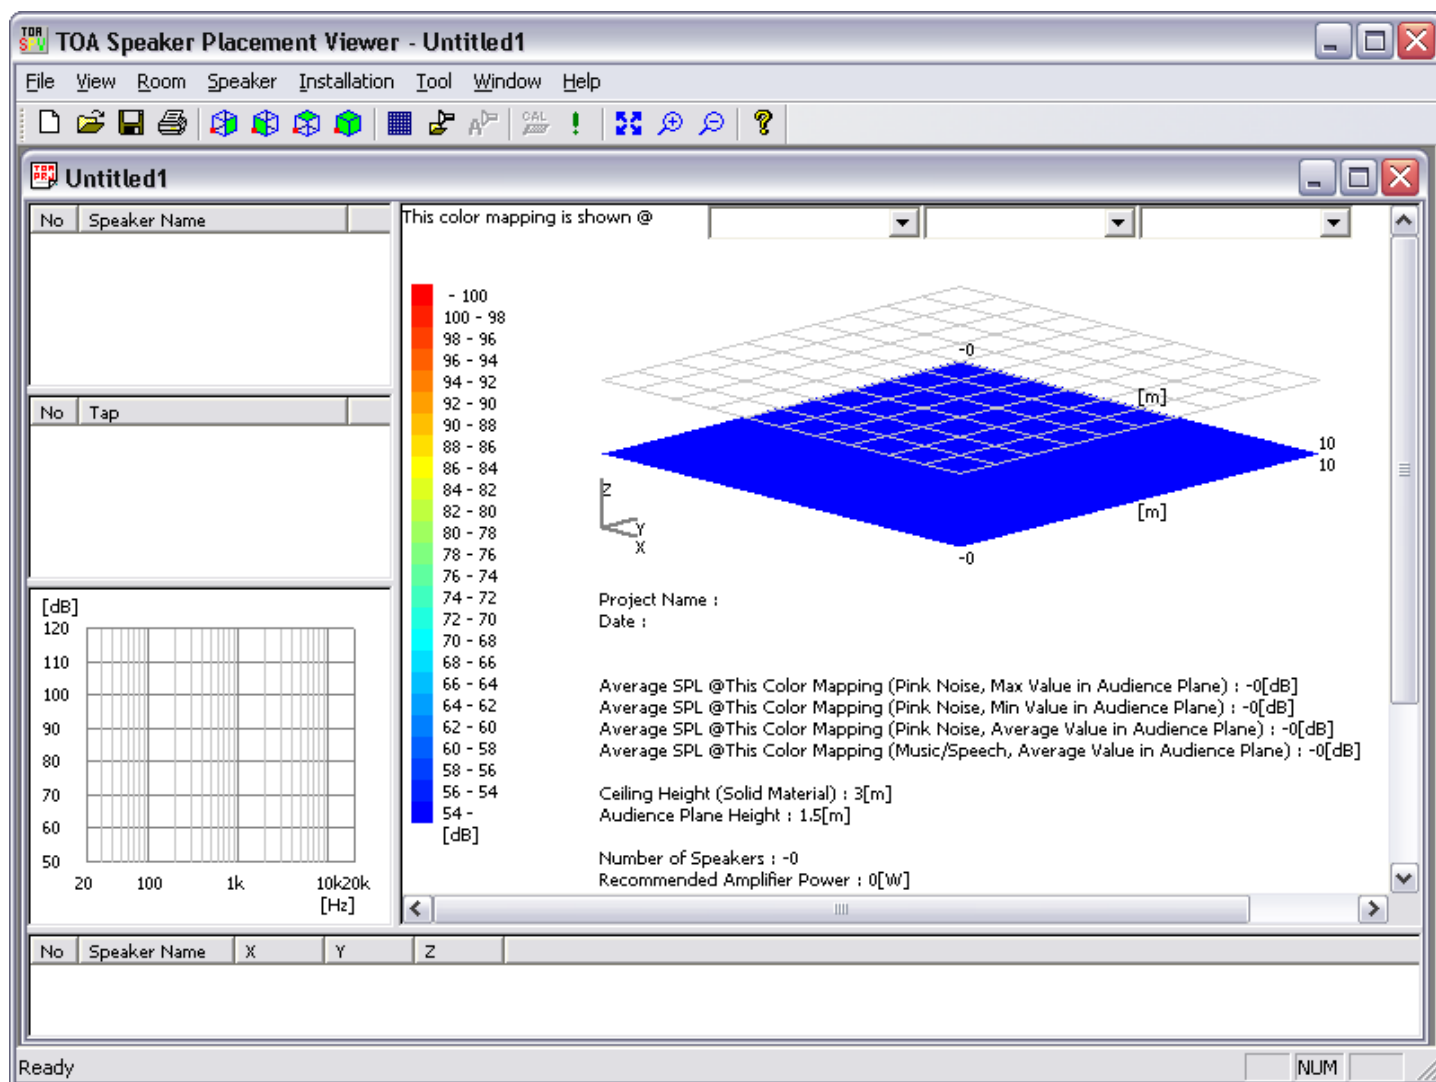 TOA SPV TOA Speaker Placement Viewer - Untitled1
File View Room Speaker Installation Tool Window Help
A CAL ! ?
TOA PRJ Untitled1
No Speaker Name
This color mapping is shown @
- 100
100 - 98
98 - 96
96 - 94
94 - 92
92 - 90
90 - 88
88 - 86
86 - 84
84 - 82
82 - 80
80 - 78
78 - 76
76 - 74
74 - 72
72 - 70
70 - 68
68 - 66
66 - 64
64 - 62
62 - 60
60 - 58
58 - 56
56 - 54
54 -
[dB]
-0
[m]
10
10
[m]
-0
Z
Y
X
No Tap
[dB]
120
110
100
90
80
70
60
50
20 100 1k 10k20k
[Hz]
Project Name :
Date :
Average SPL @This Color Mapping (Pink Noise, Max Value in Audience Plane) : -0[dB]
Average SPL @This Color Mapping (Pink Noise, Min Value in Audience Plane) : -0[dB]
Average SPL @This Color Mapping (Pink Noise, Average Value in Audience Plane) : -0[dB]
Average SPL @This Color Mapping (Music/Speech, Average Value in Audience Plane) : -0[dB]
Ceiling Height (Solid Material) : 3[m]
Audience Plane Height : 1.5[m]
Number of Speakers : -0
Recommended Amplifier Power : 0[W]
No Speaker Name X Y Z
Ready NUM